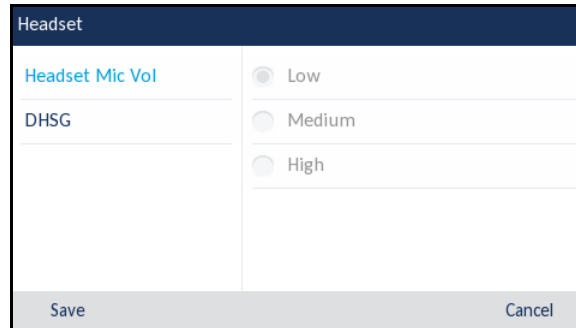 Headset
Headset Mic Vol
DHSG
Low
Medium
High
Save
Cancel